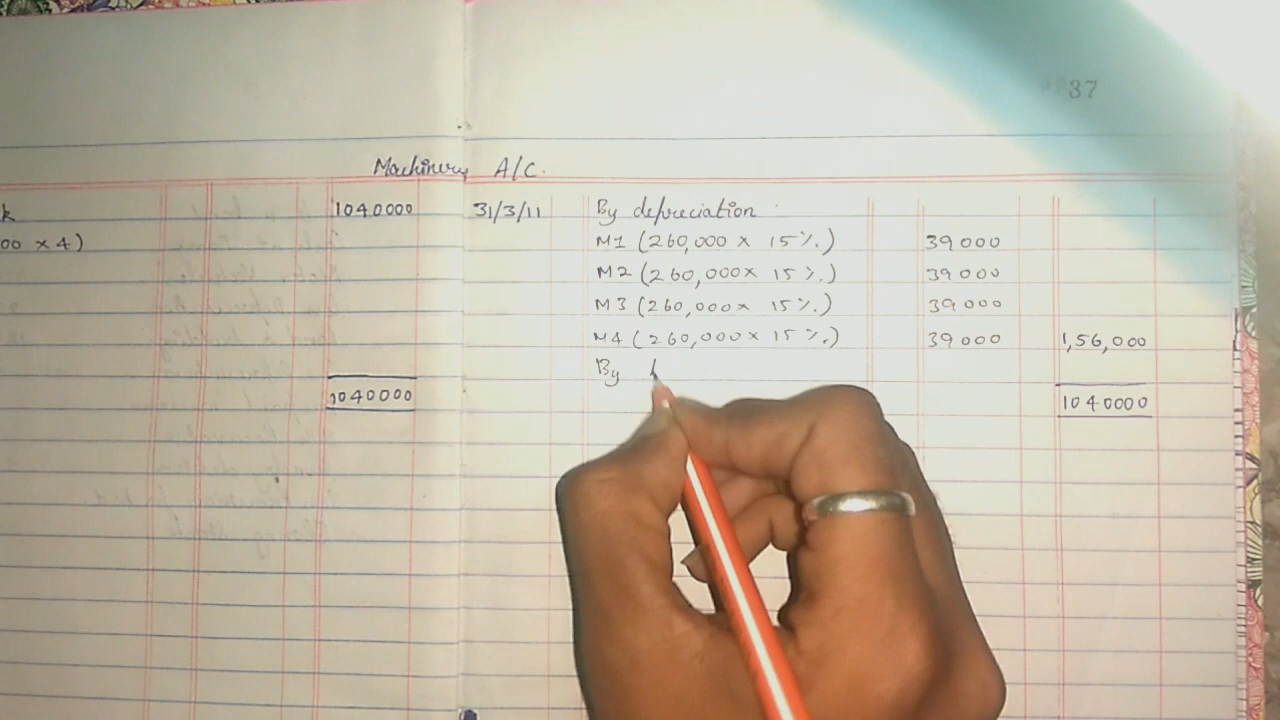 37
Machinery A/C.
k 1040000 31/3/11 By depreciation
00 × 4) M1 (260,000 × 15%.) 39000
M2 (260,000× 15%.) 39000
M3 (260,000× 15%.) 39000
M4 (260,000× 15%.) 39000 1,56,000
By
1040000 1040000